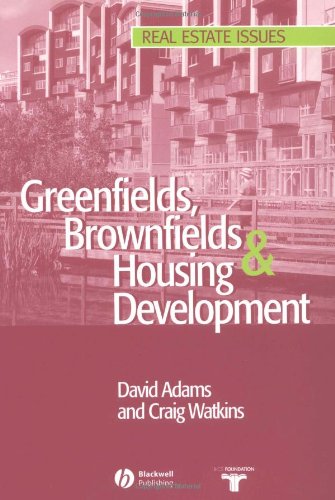 REAL ESTATE ISSUES
Greenfields,
Brownfields &
Housing
Development
David Adams
and Craig Watkins
Blackwell
Publishing
FOUNDATION